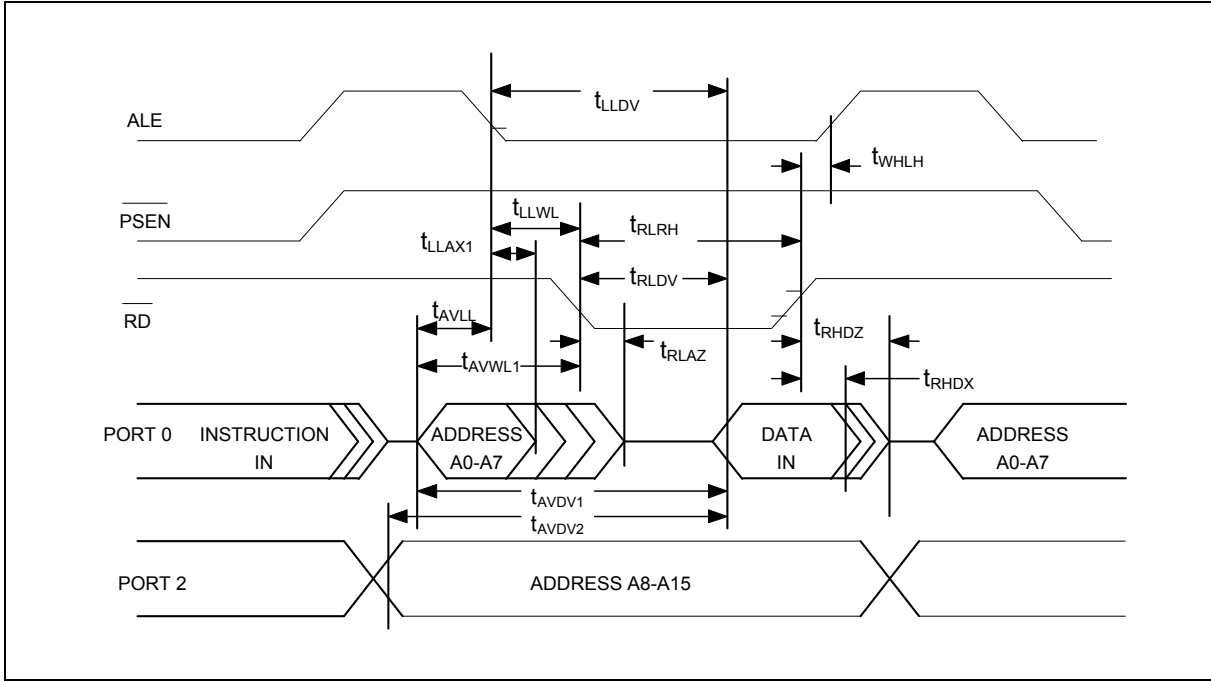 tLLDV
ALE
tWHLH
PSEN
tLLWL
tRLRH
tLLAX1
tRLDV
RD
tAVLL
tRHDZ
tRLAZ
tAVWL1
tRHDX
PORT 0
INSTRUCTION
IN
ADDRESS
A0-A7
DATA
IN
ADDRESS
A0-A7
tAVDV1
tAVDV2
PORT 2
ADDRESS A8-A15